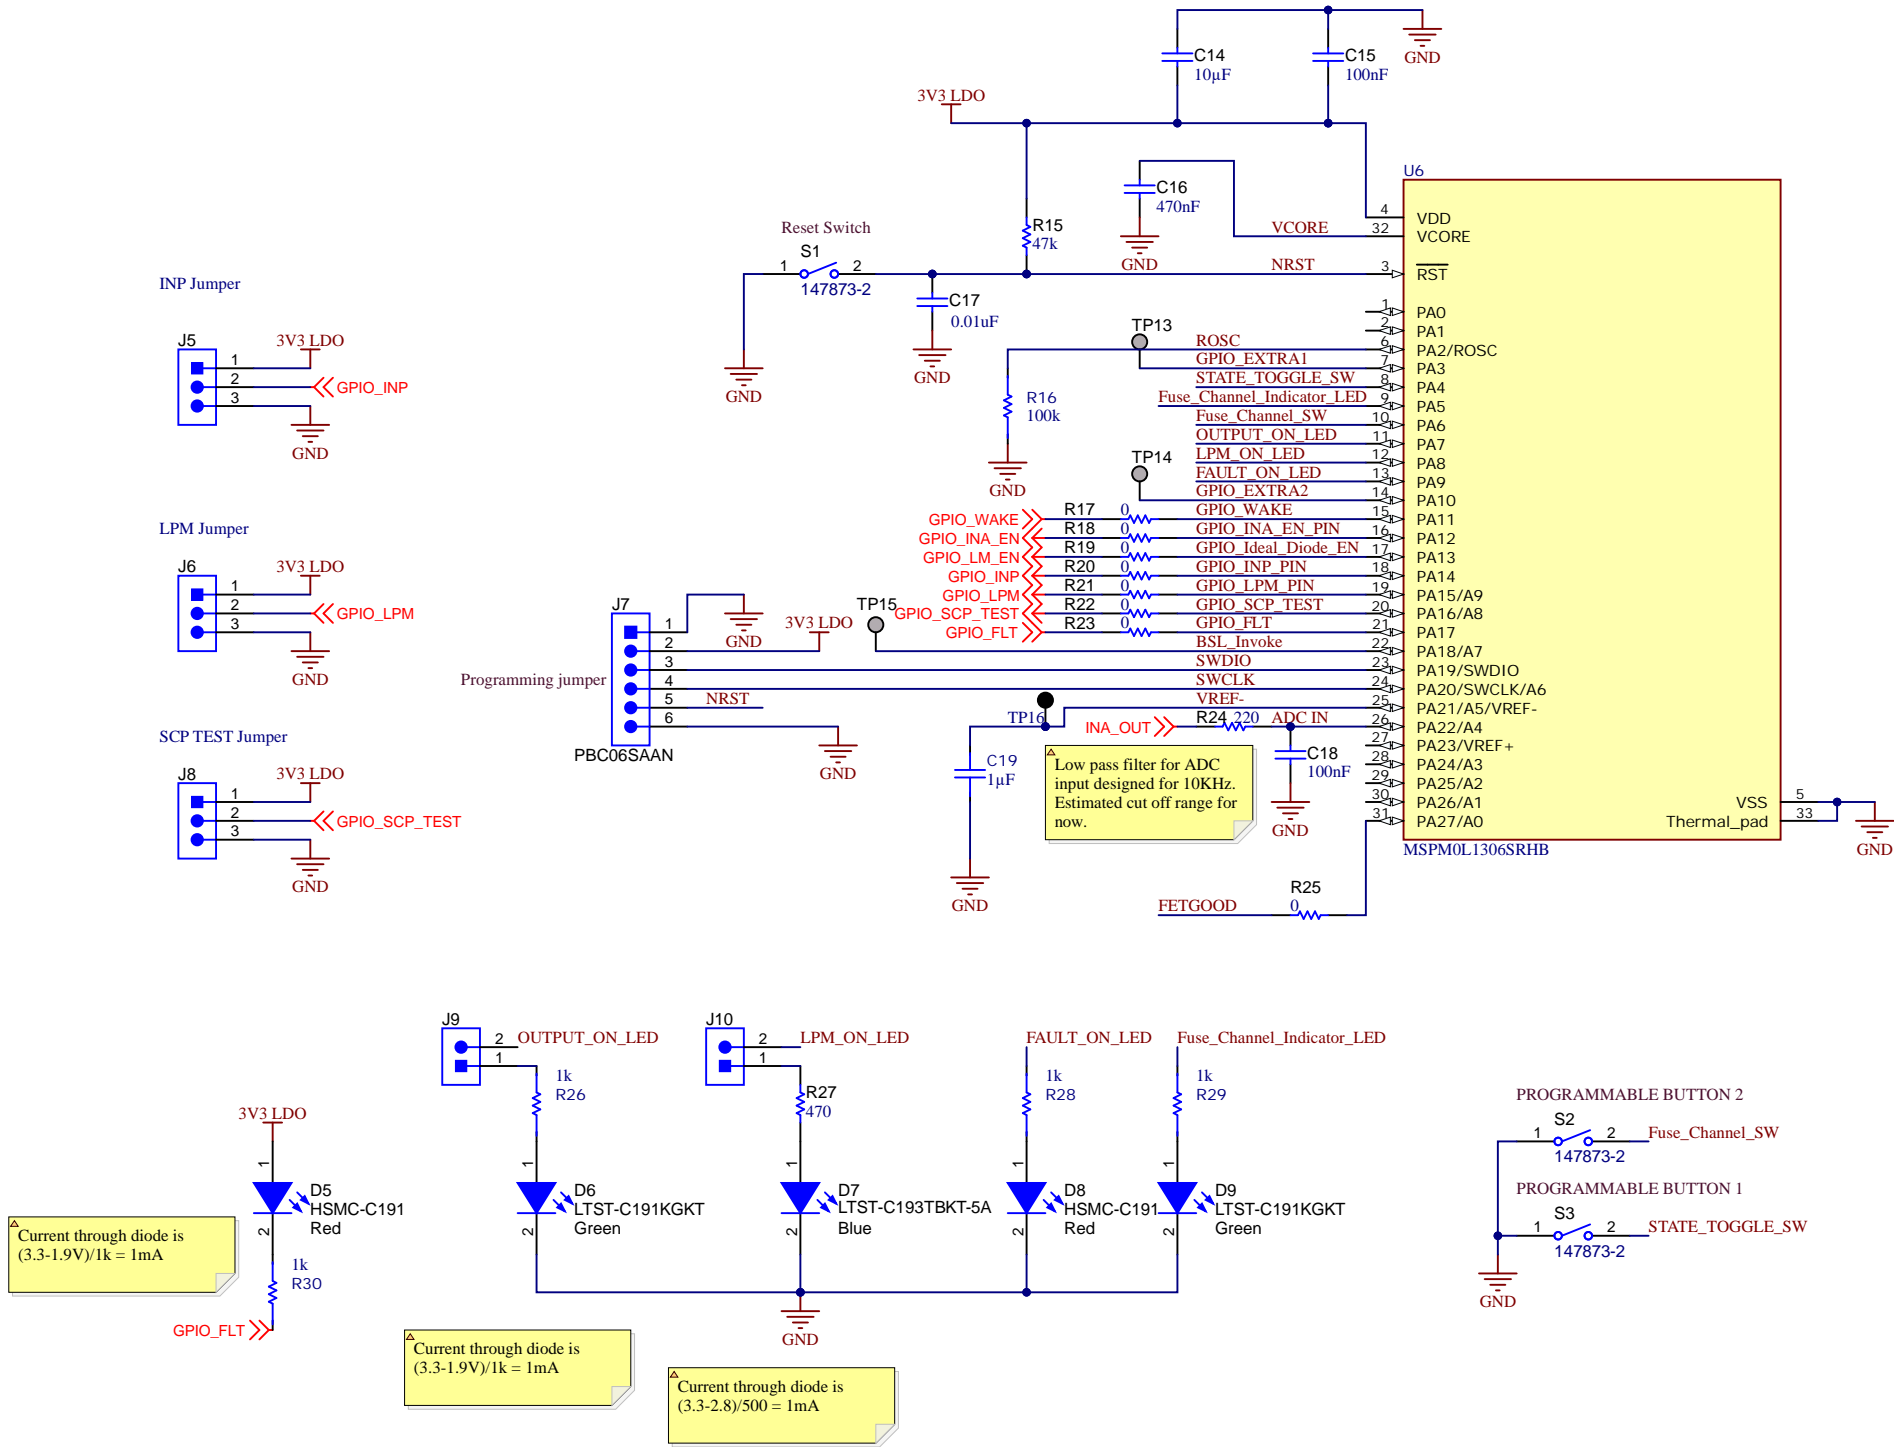 C14
10µF
C15
100nF
GND
3V3 LDO
C16
470nF
GND
VCORE
R15
47k
Reset Switch
S1
1
2
147873-2
NRST
C17
0.01uF
GND
GND
U6
4 VDD
32 VCORE
3 RST
1 PA0
2 PA1
TP13
ROSC 6 PA2/ROSC
GPIO_EXTRA1 7 PA3
STATE_TOGGLE_SW 8 PA4
Fuse_Channel_Indicator_LED 9 PA5
Fuse_Channel_SW 10 PA6
OUTPUT_ON_LED 11 PA7
LPM_ON_LED 12 PA8
FAULT_ON_LED 13 PA9
TP14
GPIO_EXTRA2 14 PA10
R16
100k
GND
GPIO_WAKE R17 0 GPIO_WAKE 15 PA11
GPIO_INA_EN R18 0 GPIO_INA_EN_PIN 16 PA12
GPIO_LM_EN R19 0 GPIO_Ideal_Diode_EN 17 PA13
GPIO_INP R20 0 GPIO_INP_PIN 18 PA14
GPIO_LPM R21 0 GPIO_LPM_PIN 19 PA15/A9
GPIO_SCP_TEST R22 0 GPIO_SCP_TEST 20 PA16/A8
GPIO_FLT R23 0 GPIO_FLT 21 PA17
TP15
BSL_Invoke 22 PA18/A7
SWDIO 23 PA19/SWDIO
SWCLK 24 PA20/SWCLK/A6
VREF- 25 PA21/A5/VREF-
TP16
INA_OUT R24 220 ADC IN 26 PA22/A4
27 PA23/VREF+
28 PA24/A3
29 PA25/A2
30 PA26/A1
31 PA27/A0
VSS 5
Thermal_pad 33
GND
MSPM0L1306SRHB
C18
100nF
GND
C19
1µF
GND
Low pass filter for ADC
input designed for 10KHz.
Estimated cut off range for
now.
FETGOOD
R25
0
INP Jumper
J5
1
2
3
3V3 LDO
GPIO_INP
GND
LPM Jumper
J6
1
2
3
3V3 LDO
GPIO_LPM
GND
SCP TEST Jumper
J8
1
2
3
3V3 LDO
GPIO_SCP_TEST
GND
Programming jumper
J7
1
2
3
4
5
6
GND
3V3 LDO
NRST
GND
PBC06SAAN
J9
2 OUTPUT_ON_LED
1
1k
R26
1
D6
LTST-C191KGKT
Green
2
J10
2 LPM_ON_LED
1
R27
470
1
D7
LTST-C193TBKT-5A
Blue
2
FAULT_ON_LED
1k
R28
1
D8
HSMC-C191
Red
2
Fuse_Channel_Indicator_LED
1k
R29
1
D9
LTST-C191KGKT
Green
2
GND
3V3 LDO
1
D5
HSMC-C191
Red
2
1k
R30
GPIO_FLT
Current through diode is
(3.3-1.9V)/1k = 1mA
Current through diode is
(3.3-1.9V)/1k = 1mA
Current through diode is
(3.3-2.8)/500 = 1mA
PROGRAMMABLE BUTTON 2
S2
1
2
Fuse_Channel_SW
147873-2
PROGRAMMABLE BUTTON 1
S3
1
2
STATE_TOGGLE_SW
147873-2
GND